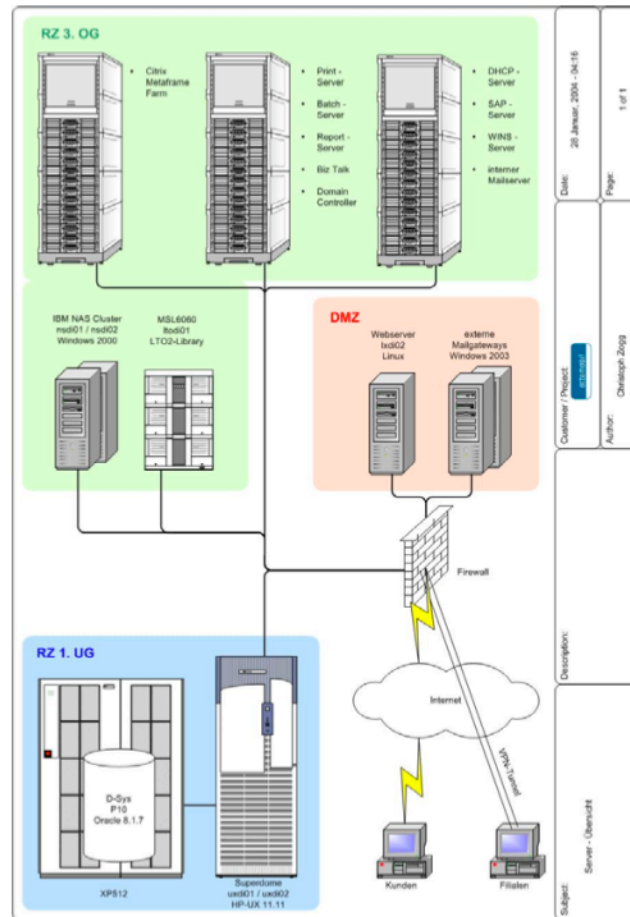 RZ 3. OG
• Citrix
Metaframe
Farm
• Print -
Server
• Batch -
Server
• Report -
Server
• Biz Talk
• Domain
Controller
• DHCP -
Server
• SAP -
Server
• WINS -
Server
• interner
Mailserver
IBM NAS Cluster
nsdi01 / nsdi02
Windows 2000
MSL6060
ltodi01
LTO2-Library
DMZ
Webserver
lxdi02
Linux
externe
Mailgateways
Windows 2003
Firewall
RZ 1. UG
D-Sys
P10
Oracle 8.1.7
XP512
Superdome
uxdi01 / uxdi02
HP-UX 11.11
Internet
VPN-Tunnel
Kunden
Filialen
Date:
28 Januar, 2004 - 04:16
Page:
1 of 1
Customer / Project:
Author:
Christoph Zogg
Description:
Subject:
Server - Übersicht